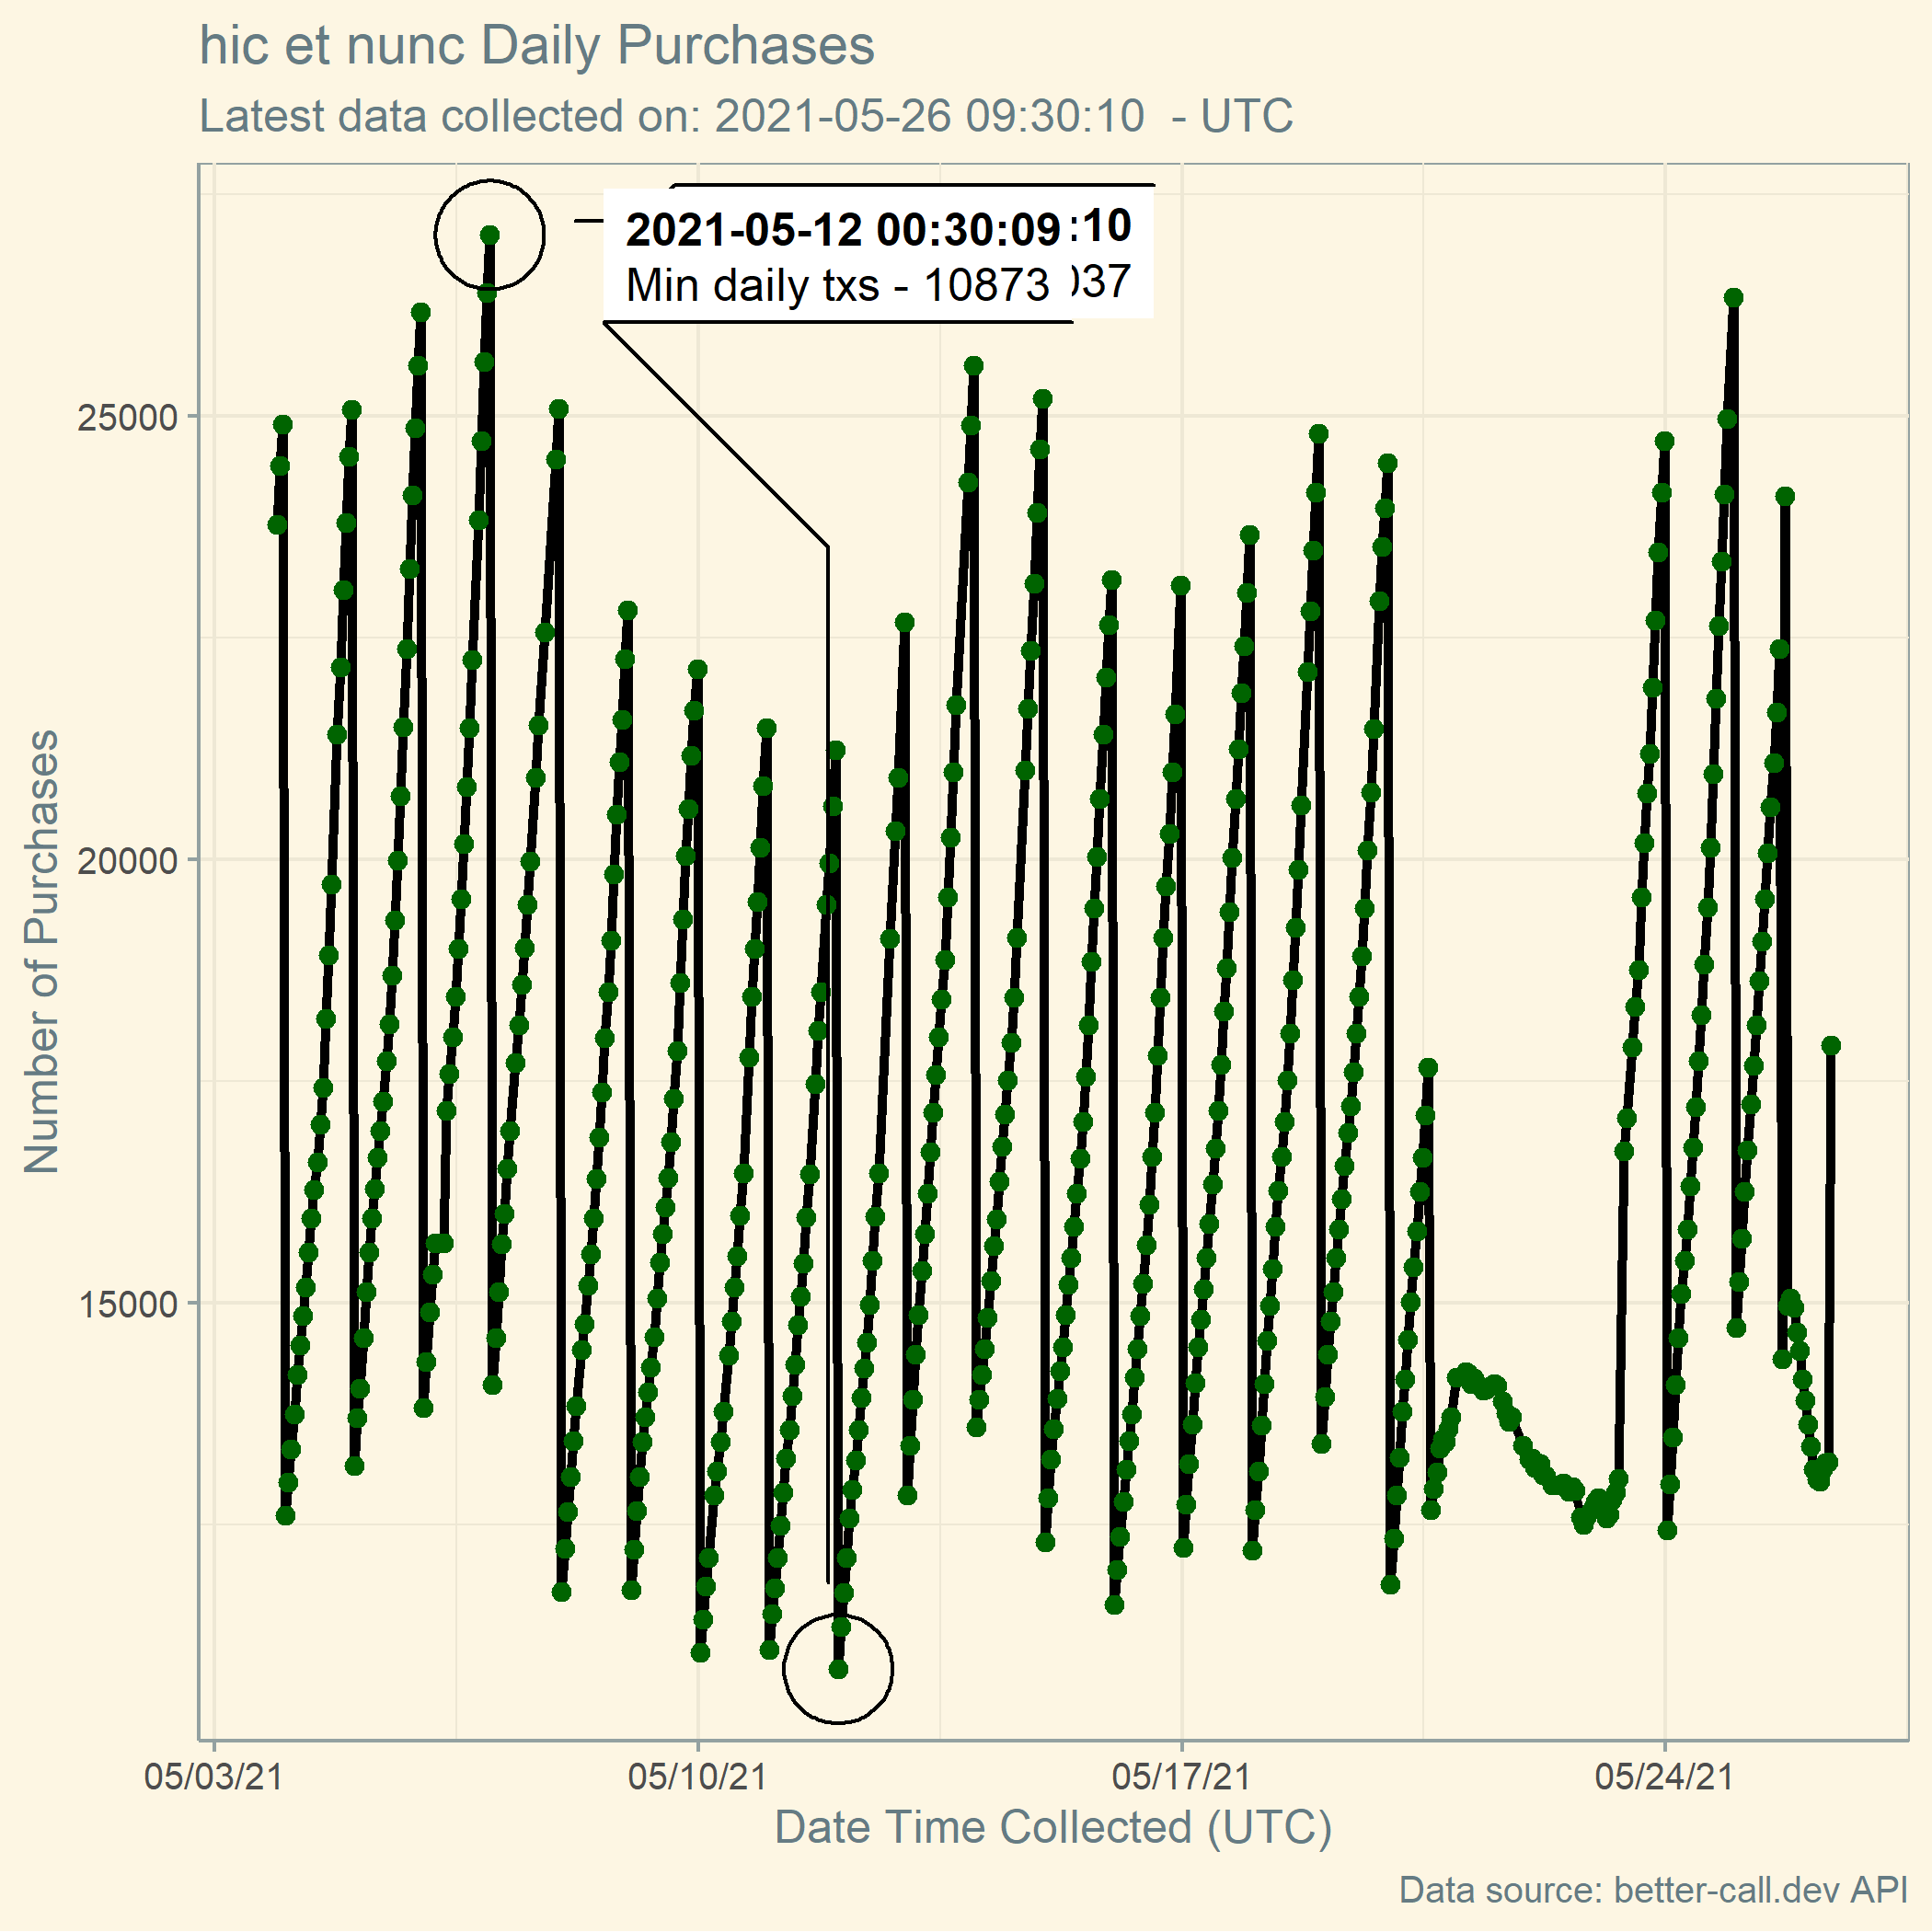 hic et nunc Daily Purchases
Latest data collected on: 2021-05-26 09:30:10 - UTC
2021-05-12 00:30:09 :10
Min daily txs - 10873 037
25000
20000
15000
Number of Purchases
05/03/21 05/10/21 05/17/21 05/24/21
Date Time Collected (UTC)
Data source: better-call.dev API